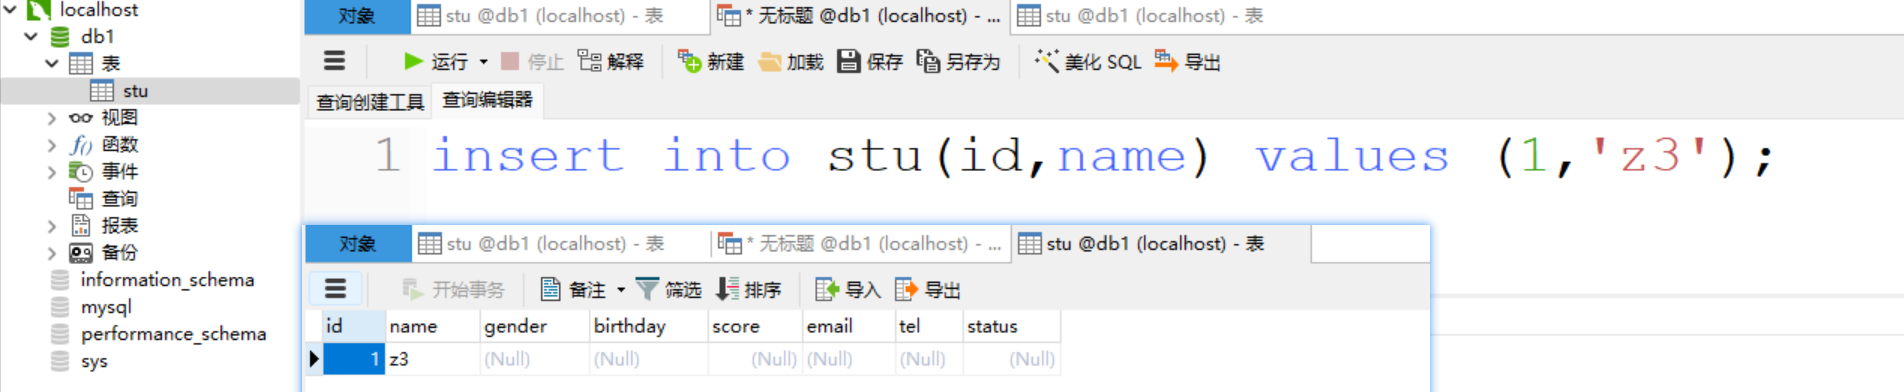 localhost
db1
表
stu
视图
函数
事件
查询
报表
备份
information_schema
mysql
performance_schema
sys
对象 stu @db1 (localhost) - 表 * 无标题 @db1 (localhost) - ... stu @db1 (localhost) - 表
运行 停止 解释 新建 加载 保存 另存为 美化 SQL 导出
查询创建工具 查询编辑器
1 insert into stu(id,name) values (1,'z3');
对象 stu @db1 (localhost) - 表 * 无标题 @db1 (localhost) - ... stu @db1 (localhost) - 表
开始事务 备注 筛选 排序 导入 导出
id name gender birthday score email tel status
1 z3 (Null) (Null) (Null) (Null) (Null) (Null)